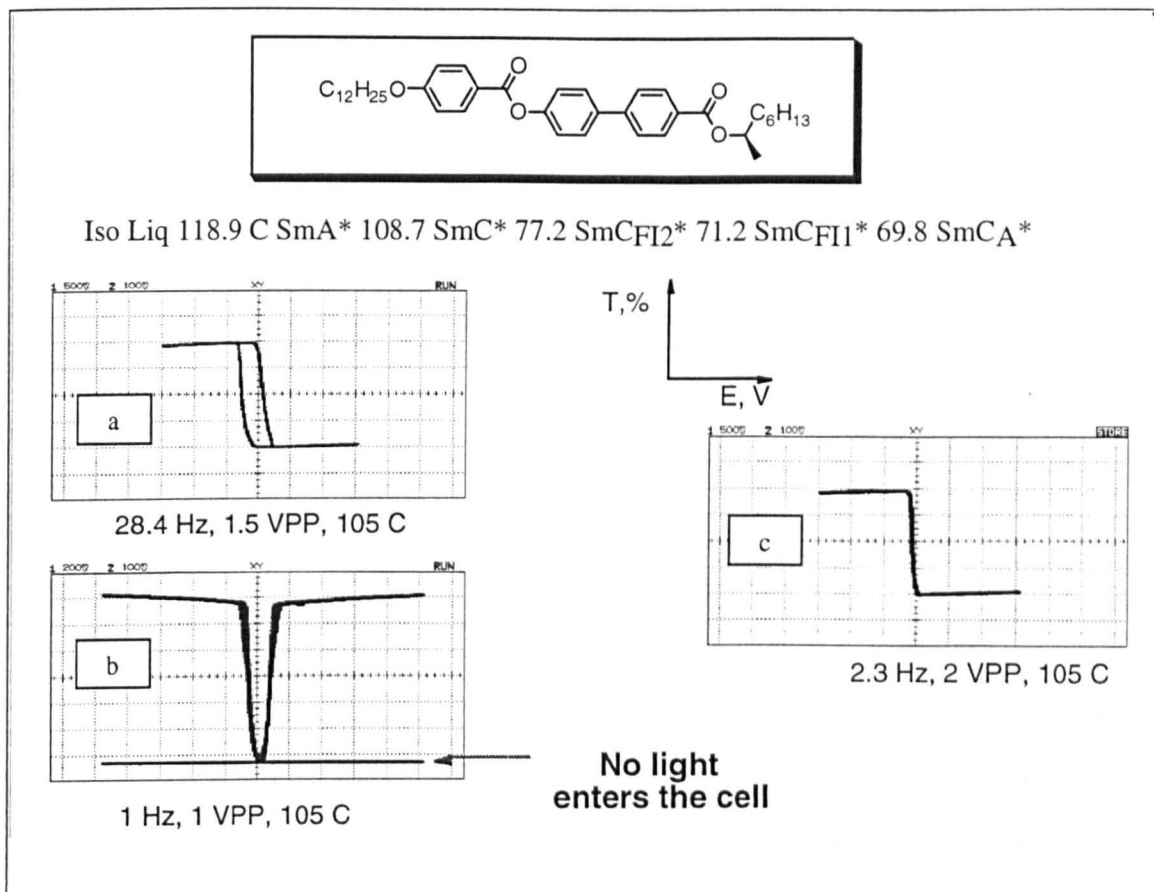 C12H25
O
O
O
O
O
C6H13
Iso Liq 118.9 C SmA* 108.7 SmC* 77.2 SmCFI2* 71.2 SmCFI1* 69.8 SmCA*
XY
RUN
a
28.4 Hz, 1.5 VPP, 105 C
T,%
E, V
XY
STORE
c
2.3 Hz, 2 VPP, 105 C
XY
RUN
b
1 Hz, 1 VPP, 105 C
No light
enters the cell